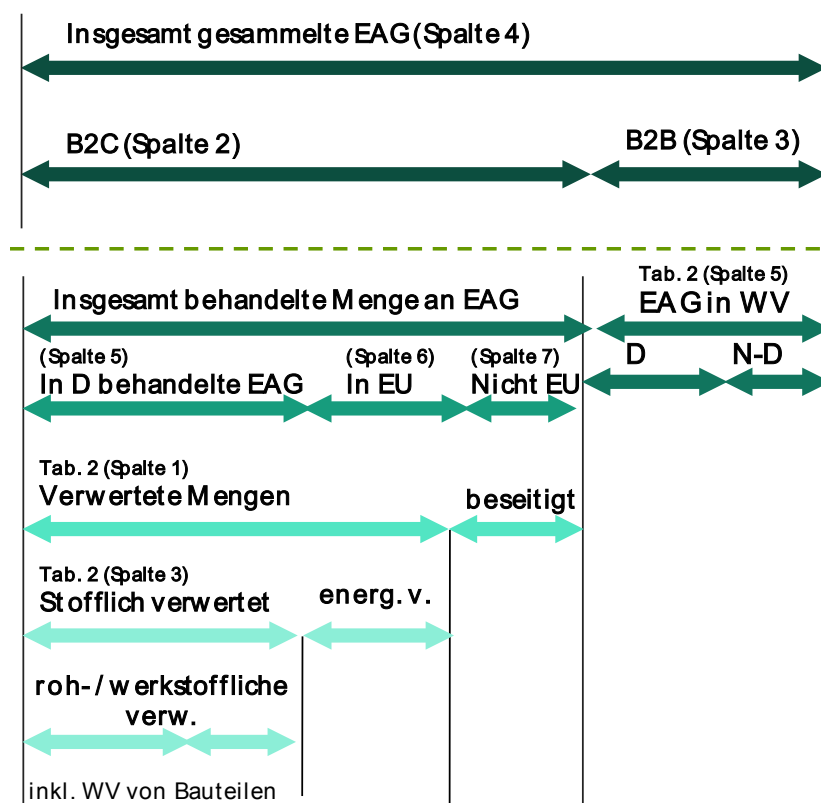 Insgesamt gesammelte EAG (Spalte 4)
B2C (Spalte 2)
B2B (Spalte 3)
Tab. 2 (Spalte 5)
Insgesamt behandelte Menge an EAG
EAG in WV
(Spalte 5)
(Spalte 6)
(Spalte 7)
D
N-D
In D behandelte EAG
In EU
Nicht EU
Tab. 2 (Spalte 1)
Verwertete Mengen
beseitigt
Tab. 2 (Spalte 3)
Stofflich verwertet
energ. v.
roh- / werkstoffliche
verw.
inkl. WV von Bauteilen